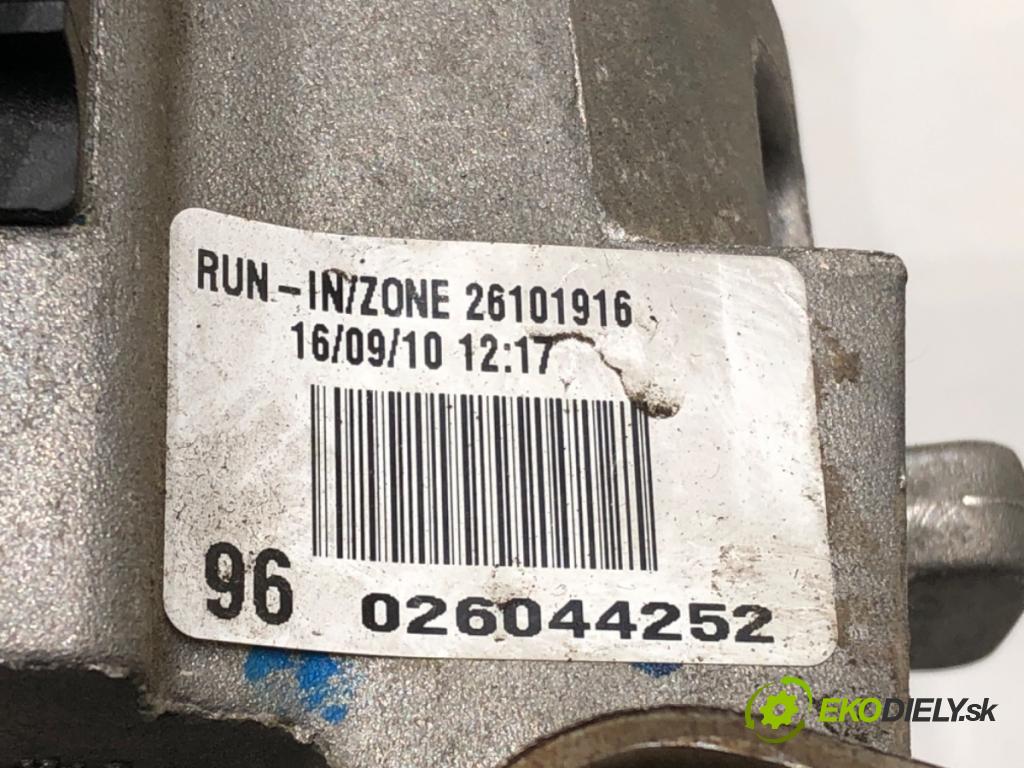 RUN-IN/ZONE 26101916
16/09/10 12:17
96 026044252
EKODIELY.sk